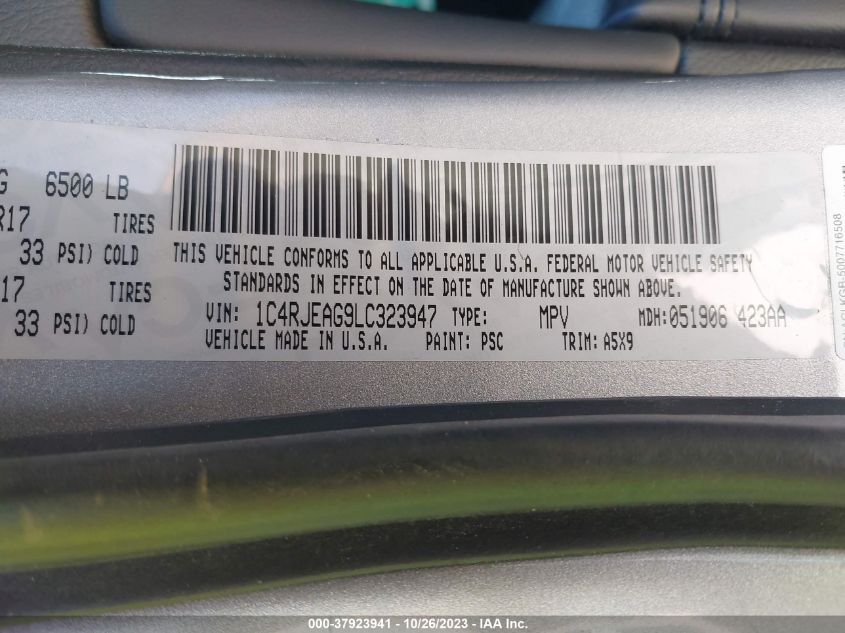 G 6500 LB
R17 TIRES
33 PSI) COLD
17 TIRES
33 PSI) COLD
THIS VEHICLE CONFORMS TO ALL APPLICABLE U.S.A. FEDERAL MOTOR VEHICLE SAFETY
STANDARDS IN EFFECT ON THE DATE OF MANUFACTURE SHOWN ABOVE.
VIN: 1C4RJEAG9LC323947 TYPE: MPV MDH: 051906 423AA
VEHICLE MADE IN U.S.A. PAINT: PSC TRIM: A5X9
000-37923941 - 10/26/2023 - IAA Inc.